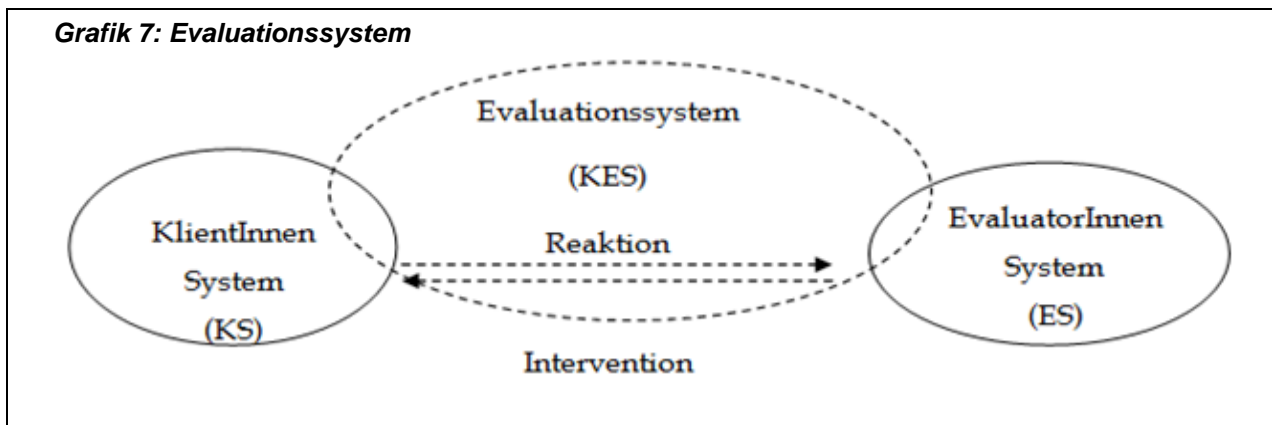 Grafik 7: Evaluationssystem
Evaluationssystem
(KES)
KlientInnen
System
(KS)
Reaktion
EvaluatorInnen
System
(ES)
Intervention